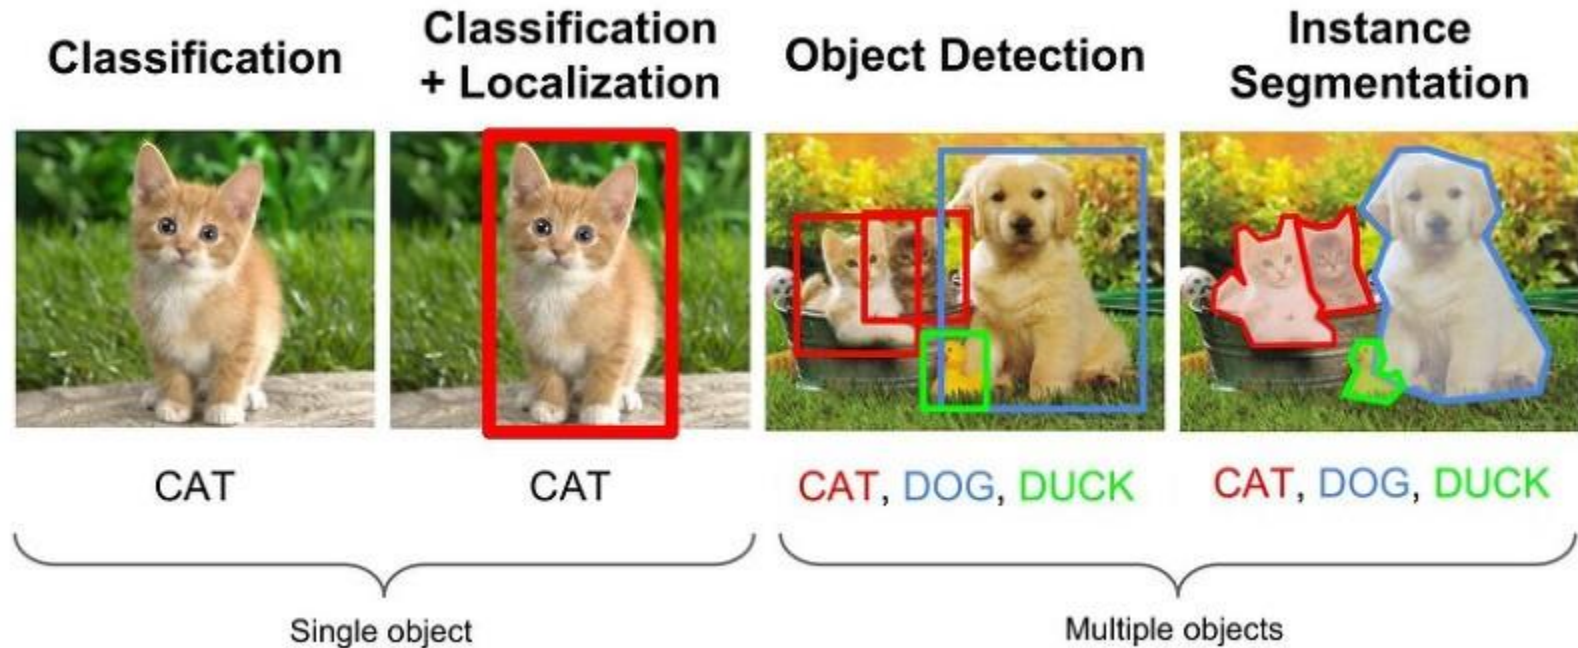 Classification
Classification
+ Localization
Object Detection
Instance
Segmentation
CAT
CAT
CAT, DOG, DUCK
CAT, DOG, DUCK
Single object
Multiple objects